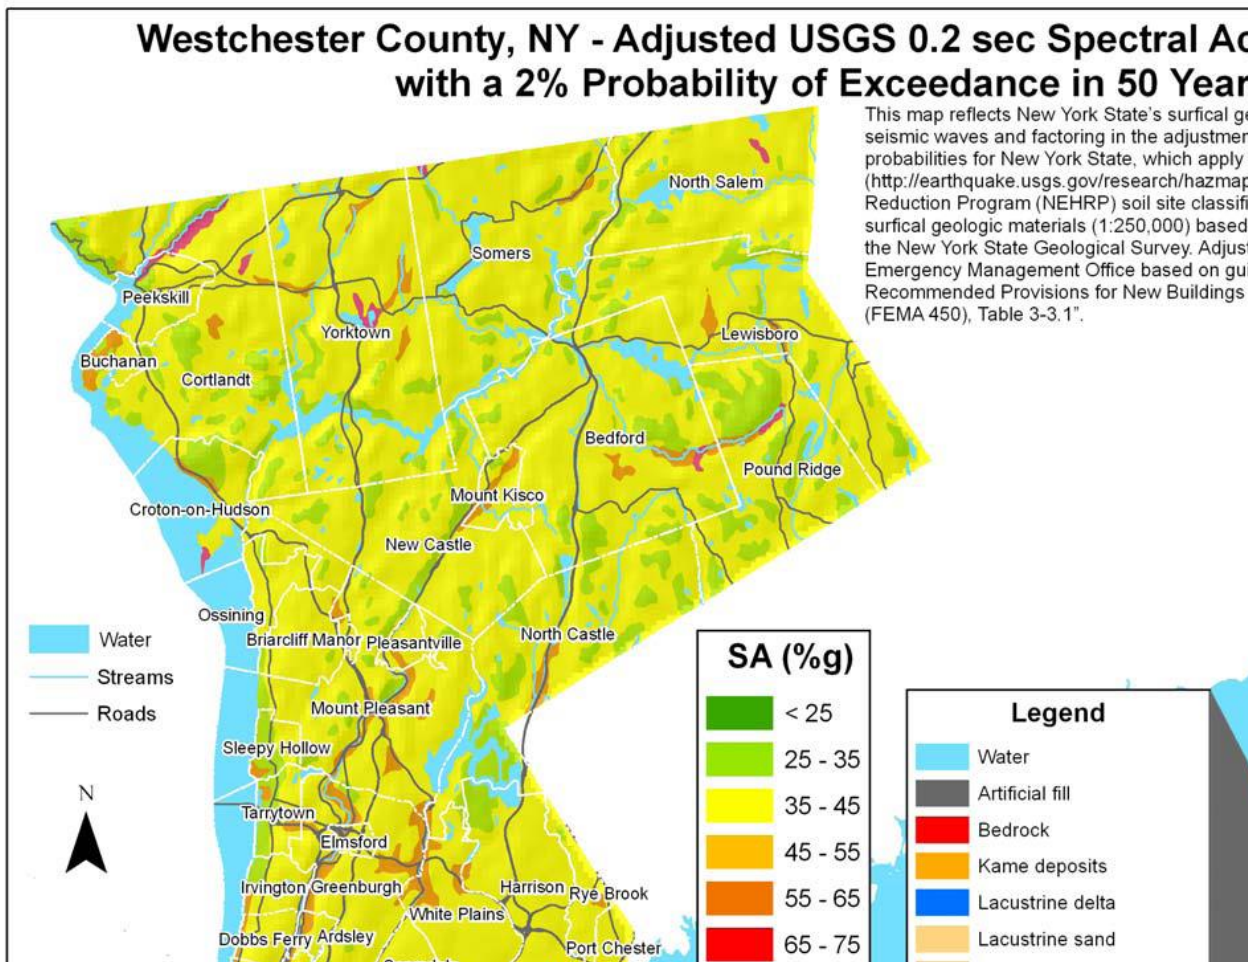 Westchester County, NY - Adjusted USGS 0.2 sec Spectral Ac
with a 2% Probability of Exceedance in 50 Year
This map reflects New York State's surfical ge
seismic waves and factoring in the adjustmen
probabilities for New York State, which apply
(http://earthquake.usgs.gov/research/hazmap
Reduction Program (NEHRP) soil site classifi
surfical geologic materials (1:250,000) based
the New York State Geological Survey. Adjust
Emergency Management Office based on gui
Recommended Provisions for New Buildings
(FEMA 450), Table 3-3.1".
North Salem
Somers
Peekskill
Yorktown
Lewisboro
Buchanan
Cortlandt
Bedford
Pound Ridge
Mount Kisco
Croton-on-Hudson
New Castle
Ossining
Briarcliff Manor
Pleasantville
North Castle
Mount Pleasant
Sleepy Hollow
Tarrytown
Elmsford
Irvington
Greenburgh
Harrison
Rye Brook
White Plains
Dobbs Ferry
Ardsley
Port Chester
Water
Streams
Roads
N
SA (%g)
< 25
25 - 35
35 - 45
45 - 55
55 - 65
65 - 75
Legend
Water
Artificial fill
Bedrock
Kame deposits
Lacustrine delta
Lacustrine sand